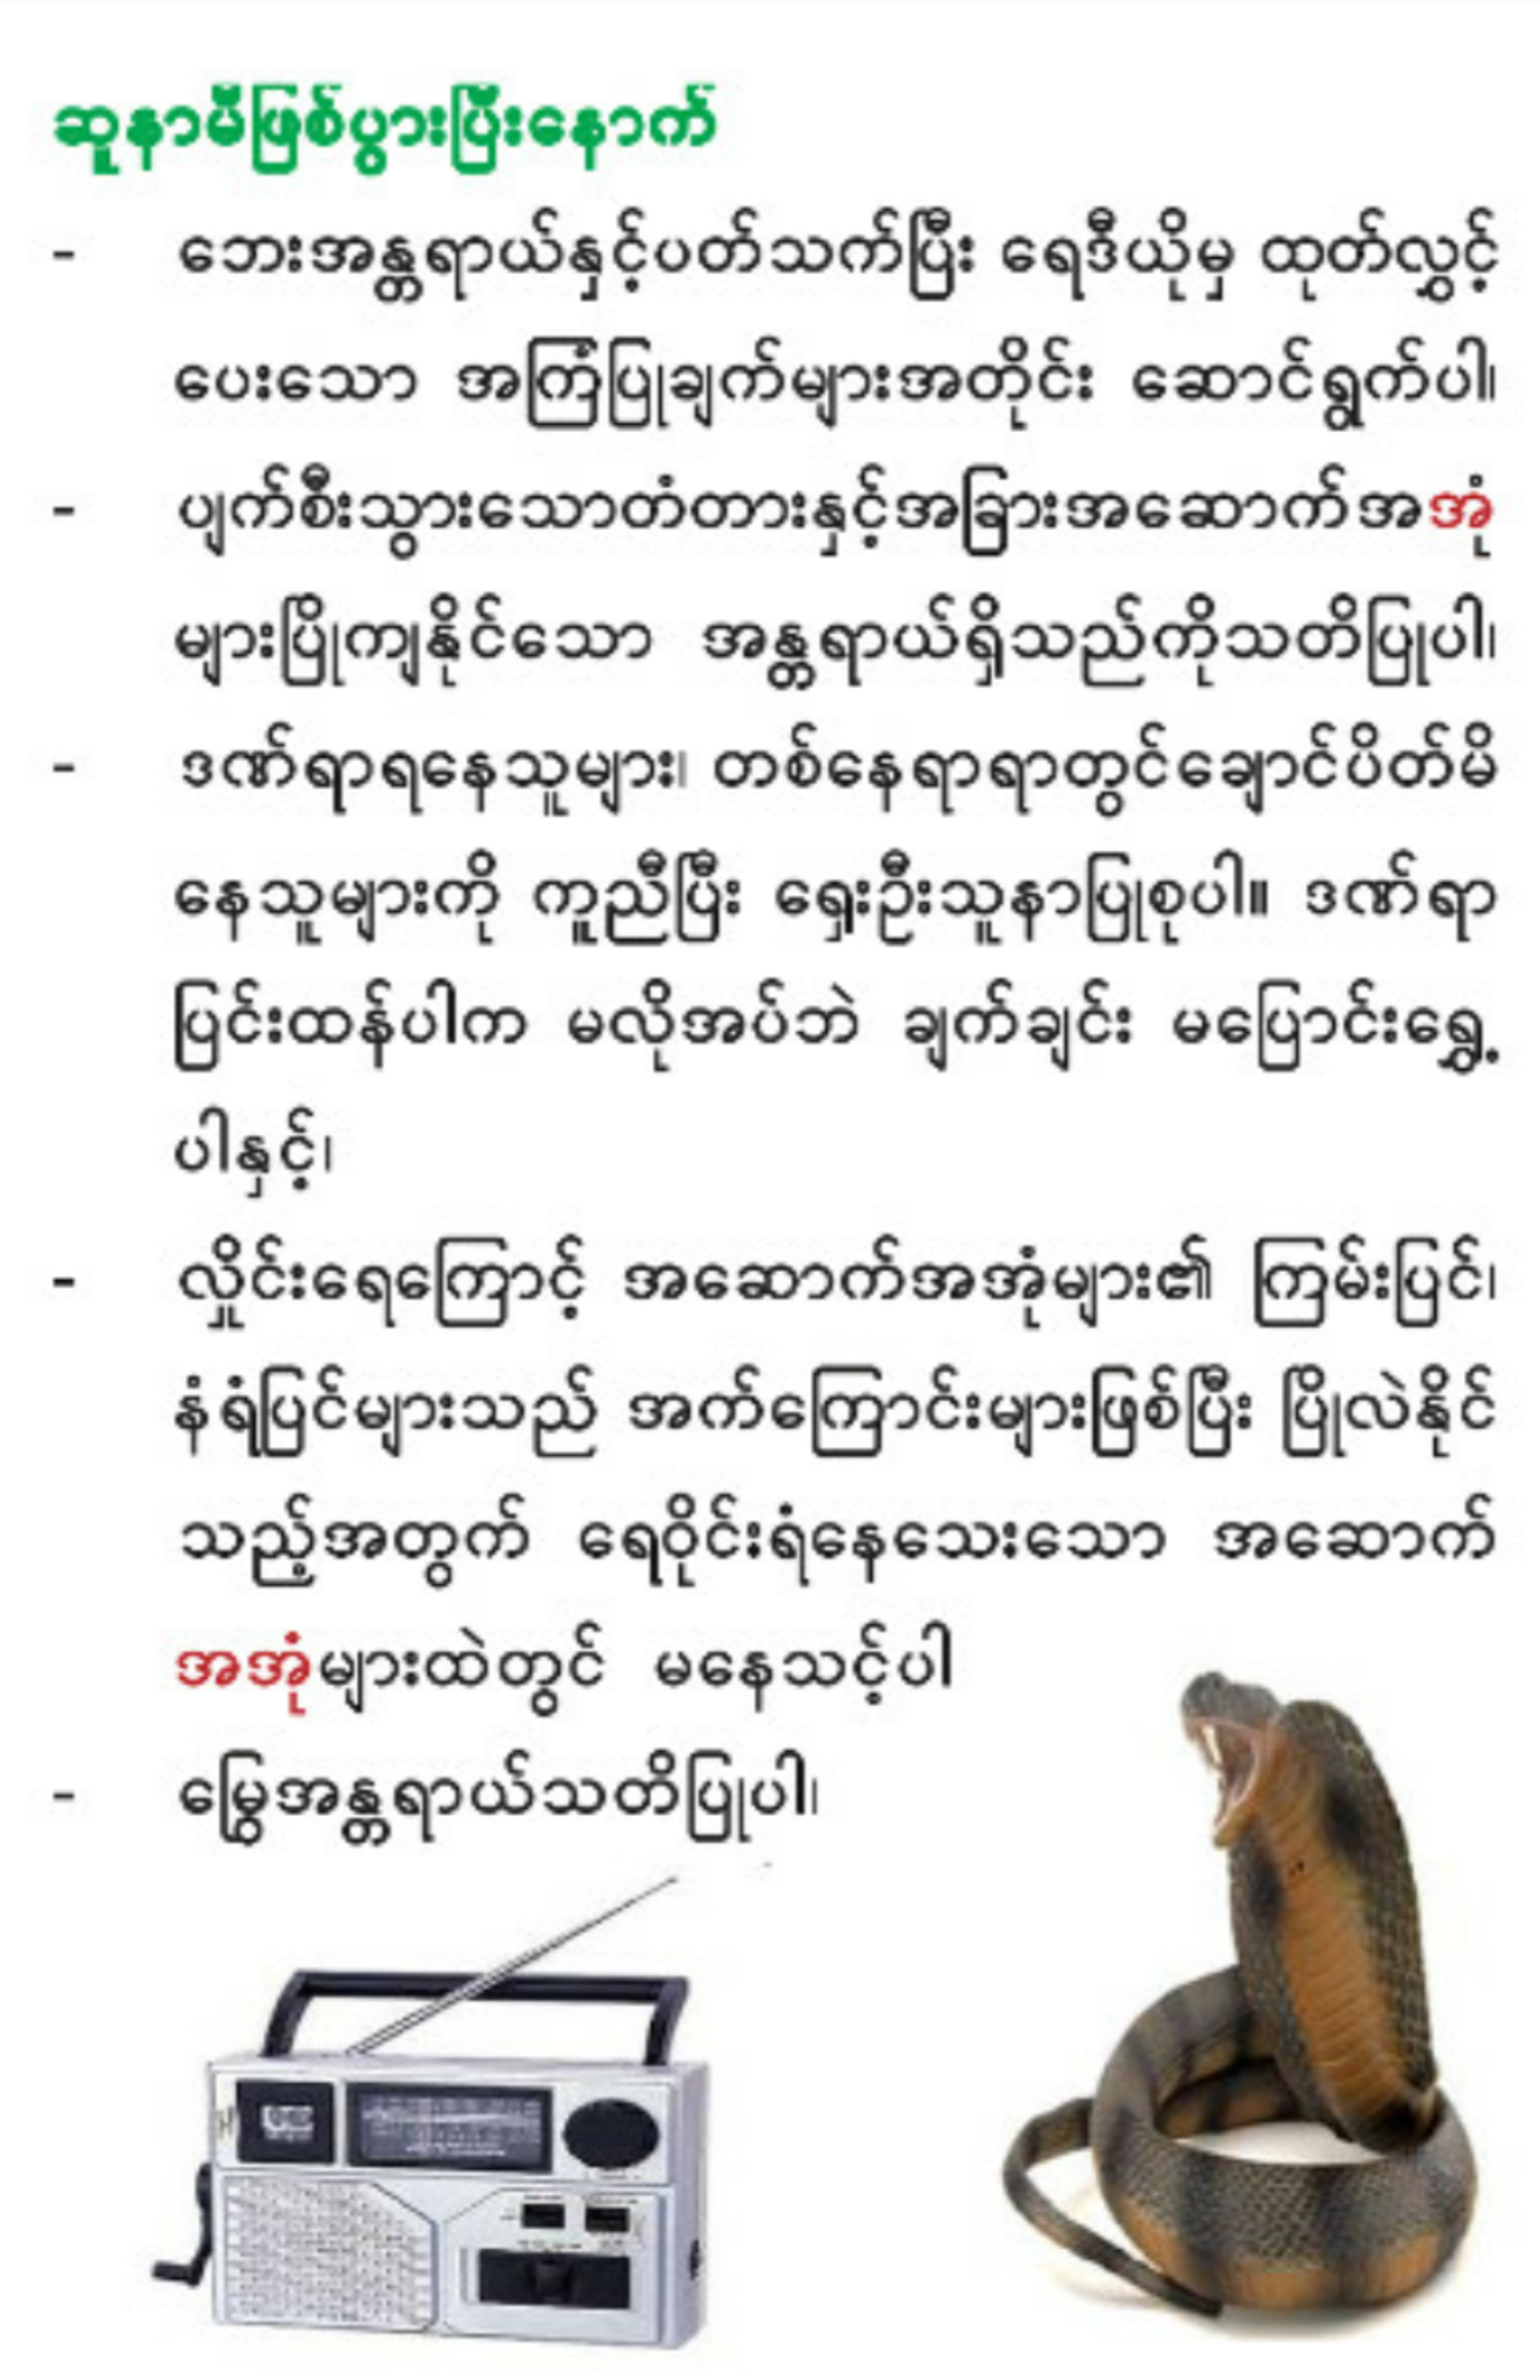 ဆူနာမီဖြစ်ပွားပြီးနောက်
- ဘေးအန္တရာယ်နှင့်ပတ်သက်ပြီး ရေဒီယိုမှ ထုတ်လွှင့်
ပေးသော အကြံပြုချက်များအတိုင်း ဆောင်ရွက်ပါ၊
- ပျက်စီးသွားသောတံတားနှင့်အခြားအဆောက်အအုံ
များပြိုကျနိုင်သော အန္တရာယ်ရှိသည်ကိုသတိပြုပါ၊
- ဒဏ်ရာရနေသူများ၊ တစ်နေရာရာတွင်ချောင်ပိတ်မိ
နေသူများကို ကူညီပြီး ရှေးဦးသူနာပြုစုပါ။ ဒဏ်ရာ
ပြင်းထန်ပါက မလိုအပ်ဘဲ ချက်ချင်း မပြောင်းရွှေ့
ပါနှင့်၊
- လှိုင်းရေကြောင့် အဆောက်အအုံများ၏ ကြမ်းပြင်၊
နံရံပြင်များသည် အက်ကြောင်းများဖြစ်ပြီး ပြိုလဲနိုင်
သည့်အတွက် ရေဝိုင်းရံနေသေးသော အဆောက်
အအုံများထဲတွင် မနေသင့်ပါ
- မြွေအန္တရာယ်သတိပြုပါ၊